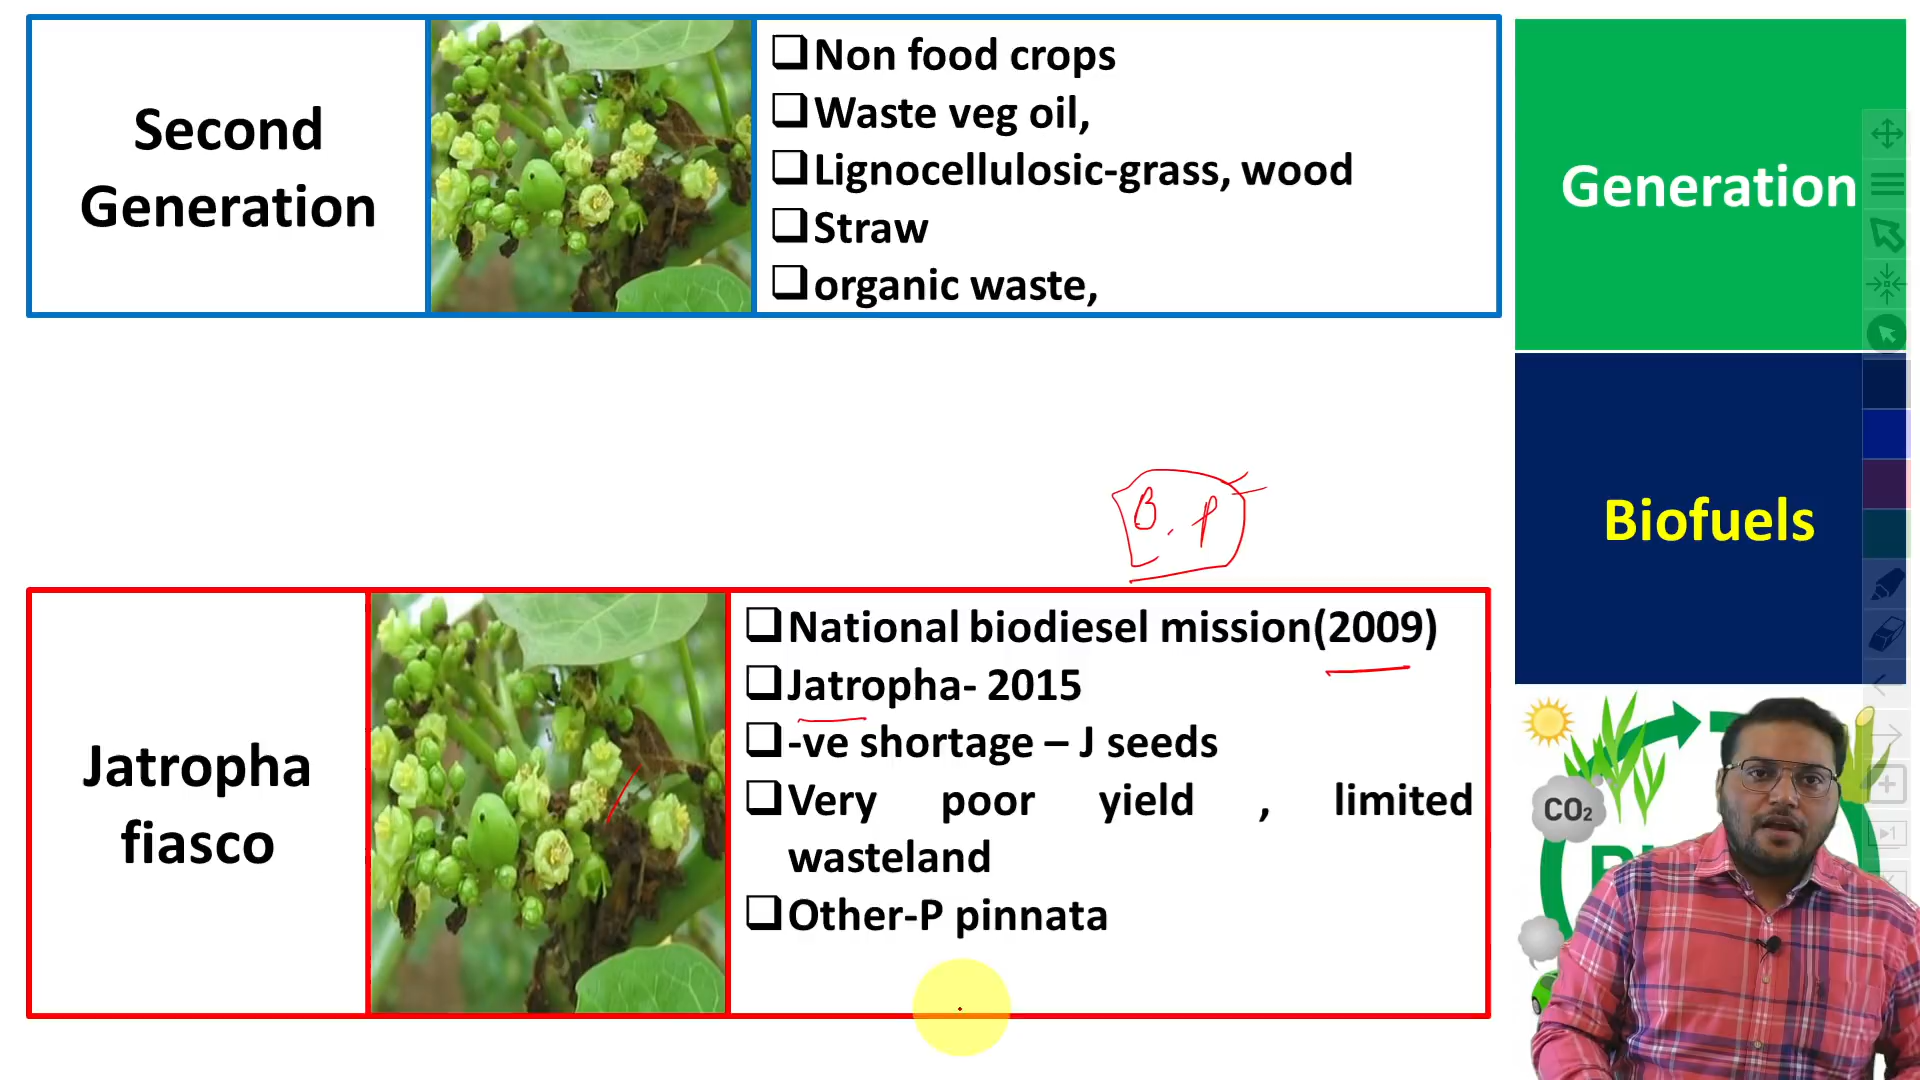 Second
Generation
❑Non food crops
❑Waste veg oil,
❑Lignocellulosic-grass, wood
❑Straw
❑organic waste,
Generation
Biofuels
B. P
Jatropha
fiasco
❑National biodiesel mission(2009)
❑Jatropha- 2015
❑-ve shortage – J seeds
❑Very poor yield , limited
wasteland
❑Other-P pinnata
CO₂